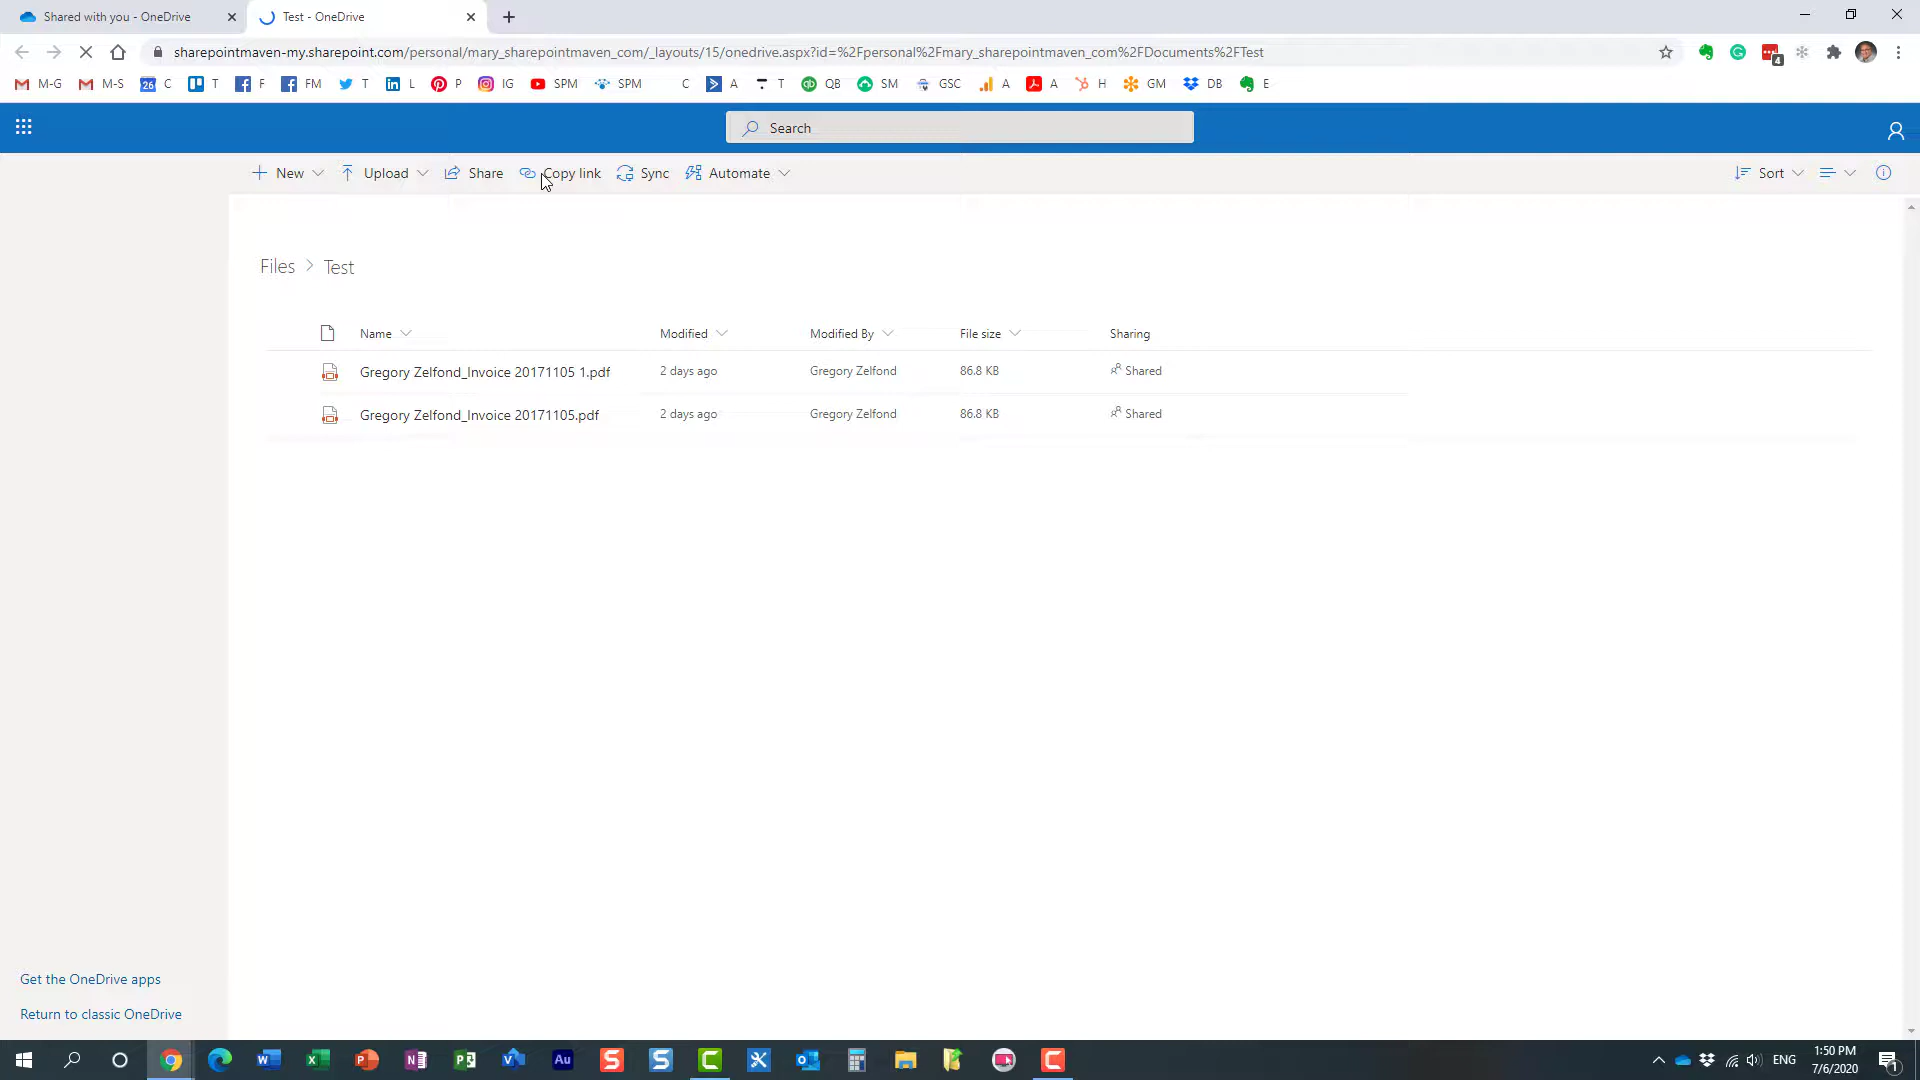 Shared with you - OneDrive
Test - OneDrive
sharepointmaven-my.sharepoint.com/personal/mary_sharepointmaven_com/_layouts/15/onedrive.aspx?id=%2Fpersonal%2Fmary_sharepointmaven_com%2FDocuments%2FTest
4
M-G M-S 26 C T F FM T L P IG SPM SPM C A T QB SM GSC A A H GM DB E
Search
New Upload Share Copy link Sync Automate Sort
Files > Test
Name Modified Modified By File size Sharing
Gregory Zelfond_Invoice 20171105 1.pdf 2 days ago Gregory Zelfond 86.8 KB Shared
Gregory Zelfond_Invoice 20171105.pdf 2 days ago Gregory Zelfond 86.8 KB Shared
Get the OneDrive apps
Return to classic OneDrive
ENG
1:50 PM
7/6/2020
1